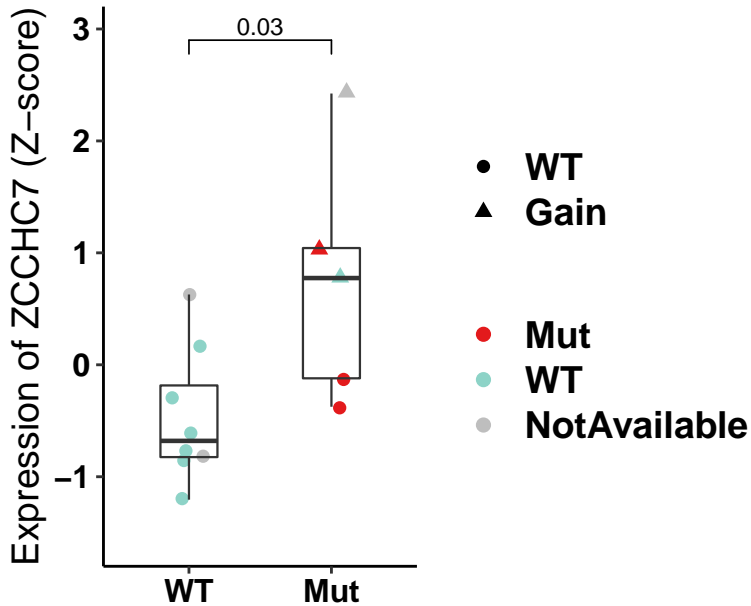 Expression of ZCCHC7 (Z−score)
3
2
1
0
−1
0.03
WT
Mut
WT
Gain
Mut
WT
NotAvailable